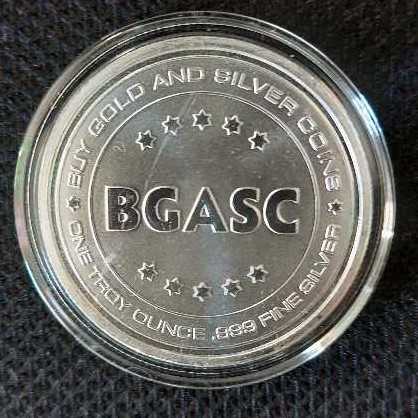 BUY GOLD AND SILVER COINS
BGASC
ONE TROY OUNCE .999 FINE SILVER